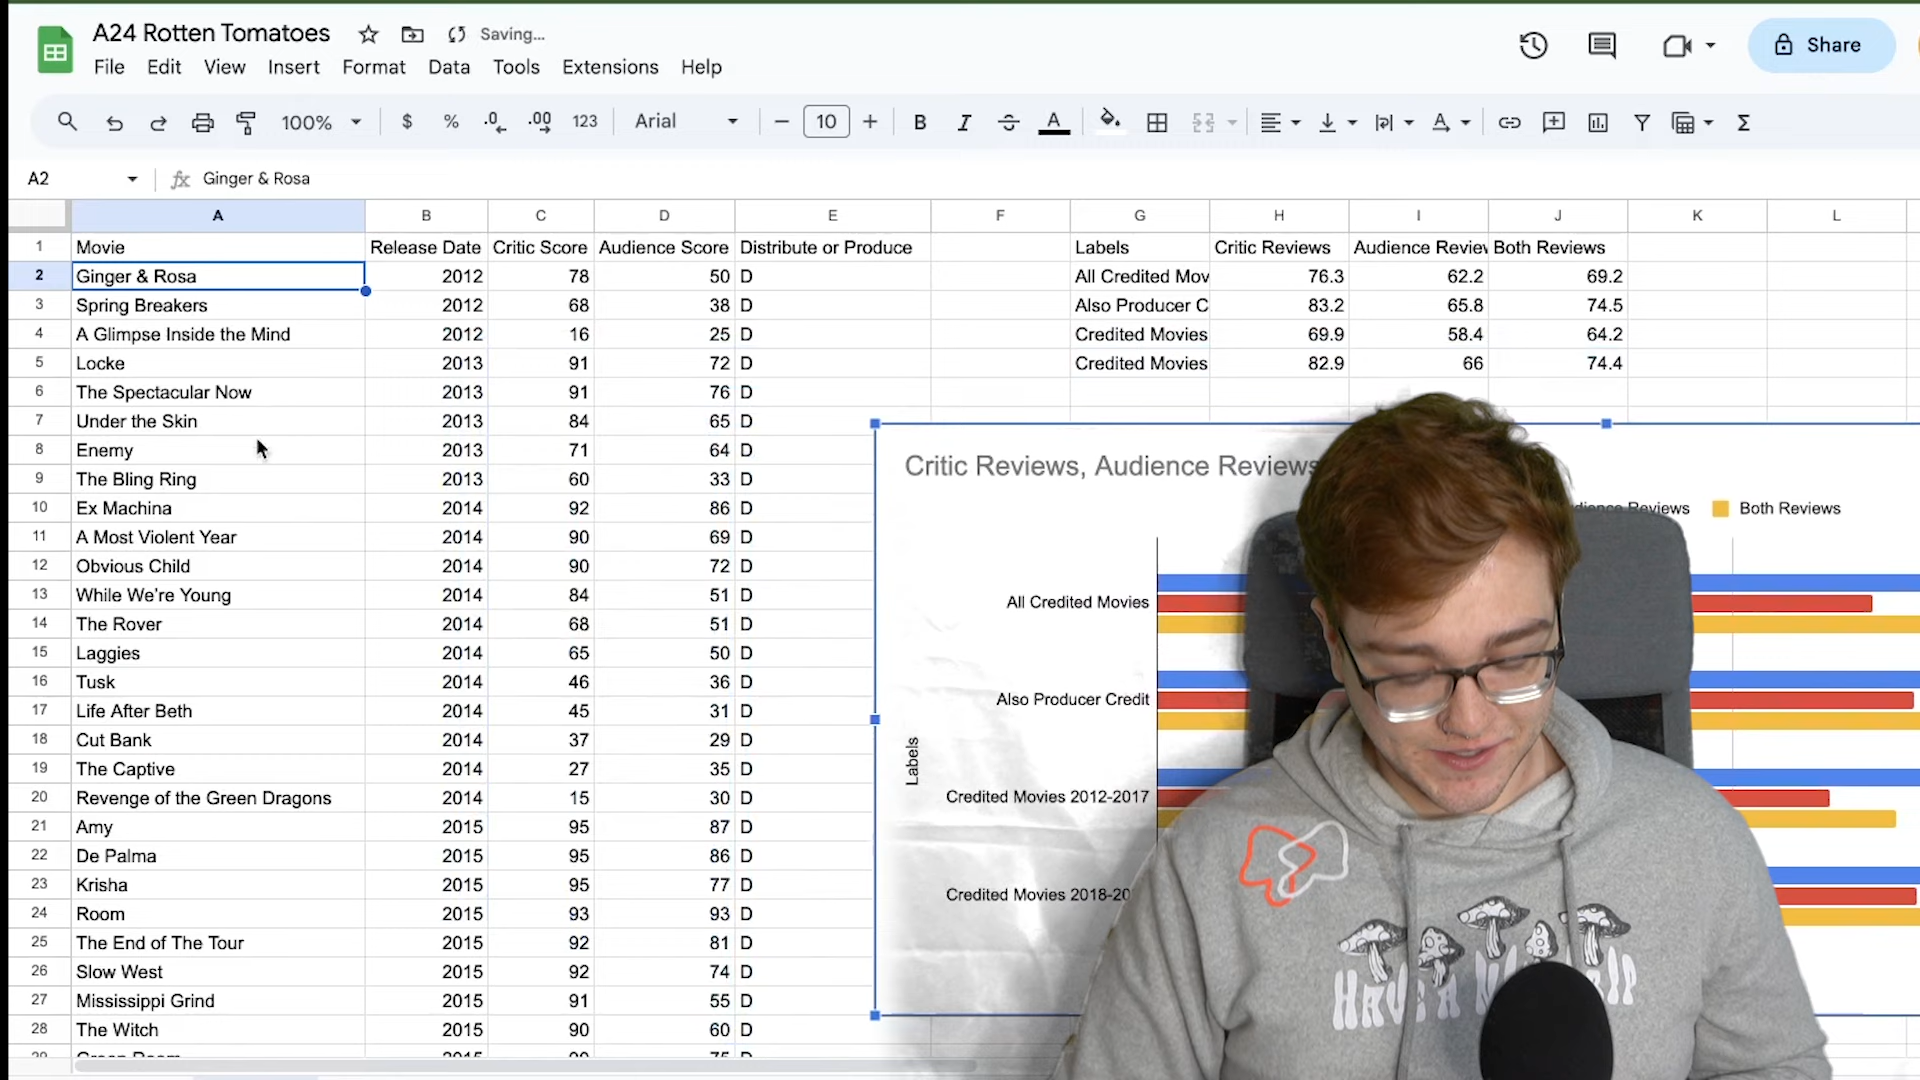 A24 Rotten Tomatoes Saving...
File Edit View Insert Format Data Tools Extensions Help
Share
100% $ % .0 .00 123 Arial 10 B I A
A2 Ginger & Rosa
A B C D E F G H I J K L
1 Movie Release Date Critic Score Audience Score Distribute or Produce Labels Critic Reviews Audience Review Both Reviews
2 Ginger & Rosa 2012 78 50 D All Credited Mov 76.3 62.2 69.2
3 Spring Breakers 2012 68 38 D Also Producer C 83.2 65.8 74.5
4 A Glimpse Inside the Mind 2012 16 25 D Credited Movies 69.9 58.4 64.2
5 Locke 2013 91 72 D Credited Movies 82.9 66 74.4
6 The Spectacular Now 2013 91 76 D
7 Under the Skin 2013 84 65 D
8 Enemy 2013 71 64 D
9 The Bling Ring 2013 60 33 D
10 Ex Machina 2014 92 86 D
11 A Most Violent Year 2014 90 69 D
12 Obvious Child 2014 90 72 D
13 While We're Young 2014 84 51 D
14 The Rover 2014 68 51 D
15 Laggies 2014 65 50 D
16 Tusk 2014 46 36 D
17 Life After Beth 2014 45 31 D
18 Cut Bank 2014 37 29 D
19 The Captive 2014 27 35 D
20 Revenge of the Green Dragons 2014 15 30 D
21 Amy 2015 95 87 D
22 De Palma 2015 95 86 D
23 Krisha 2015 95 77 D
24 Room 2015 93 93 D
25 The End of The Tour 2015 92 81 D
26 Slow West 2015 92 74 D
27 Mississippi Grind 2015 91 55 D
28 The Witch 2015 90 60 D
29 Green Room 2015 90 75 D
Critic Reviews, Audience Reviews
Reviews Both Reviews
All Credited Movies
Also Producer Credit
Labels
Credited Movies 2012-2017
Credited Movies 2018-20
HAVE A N